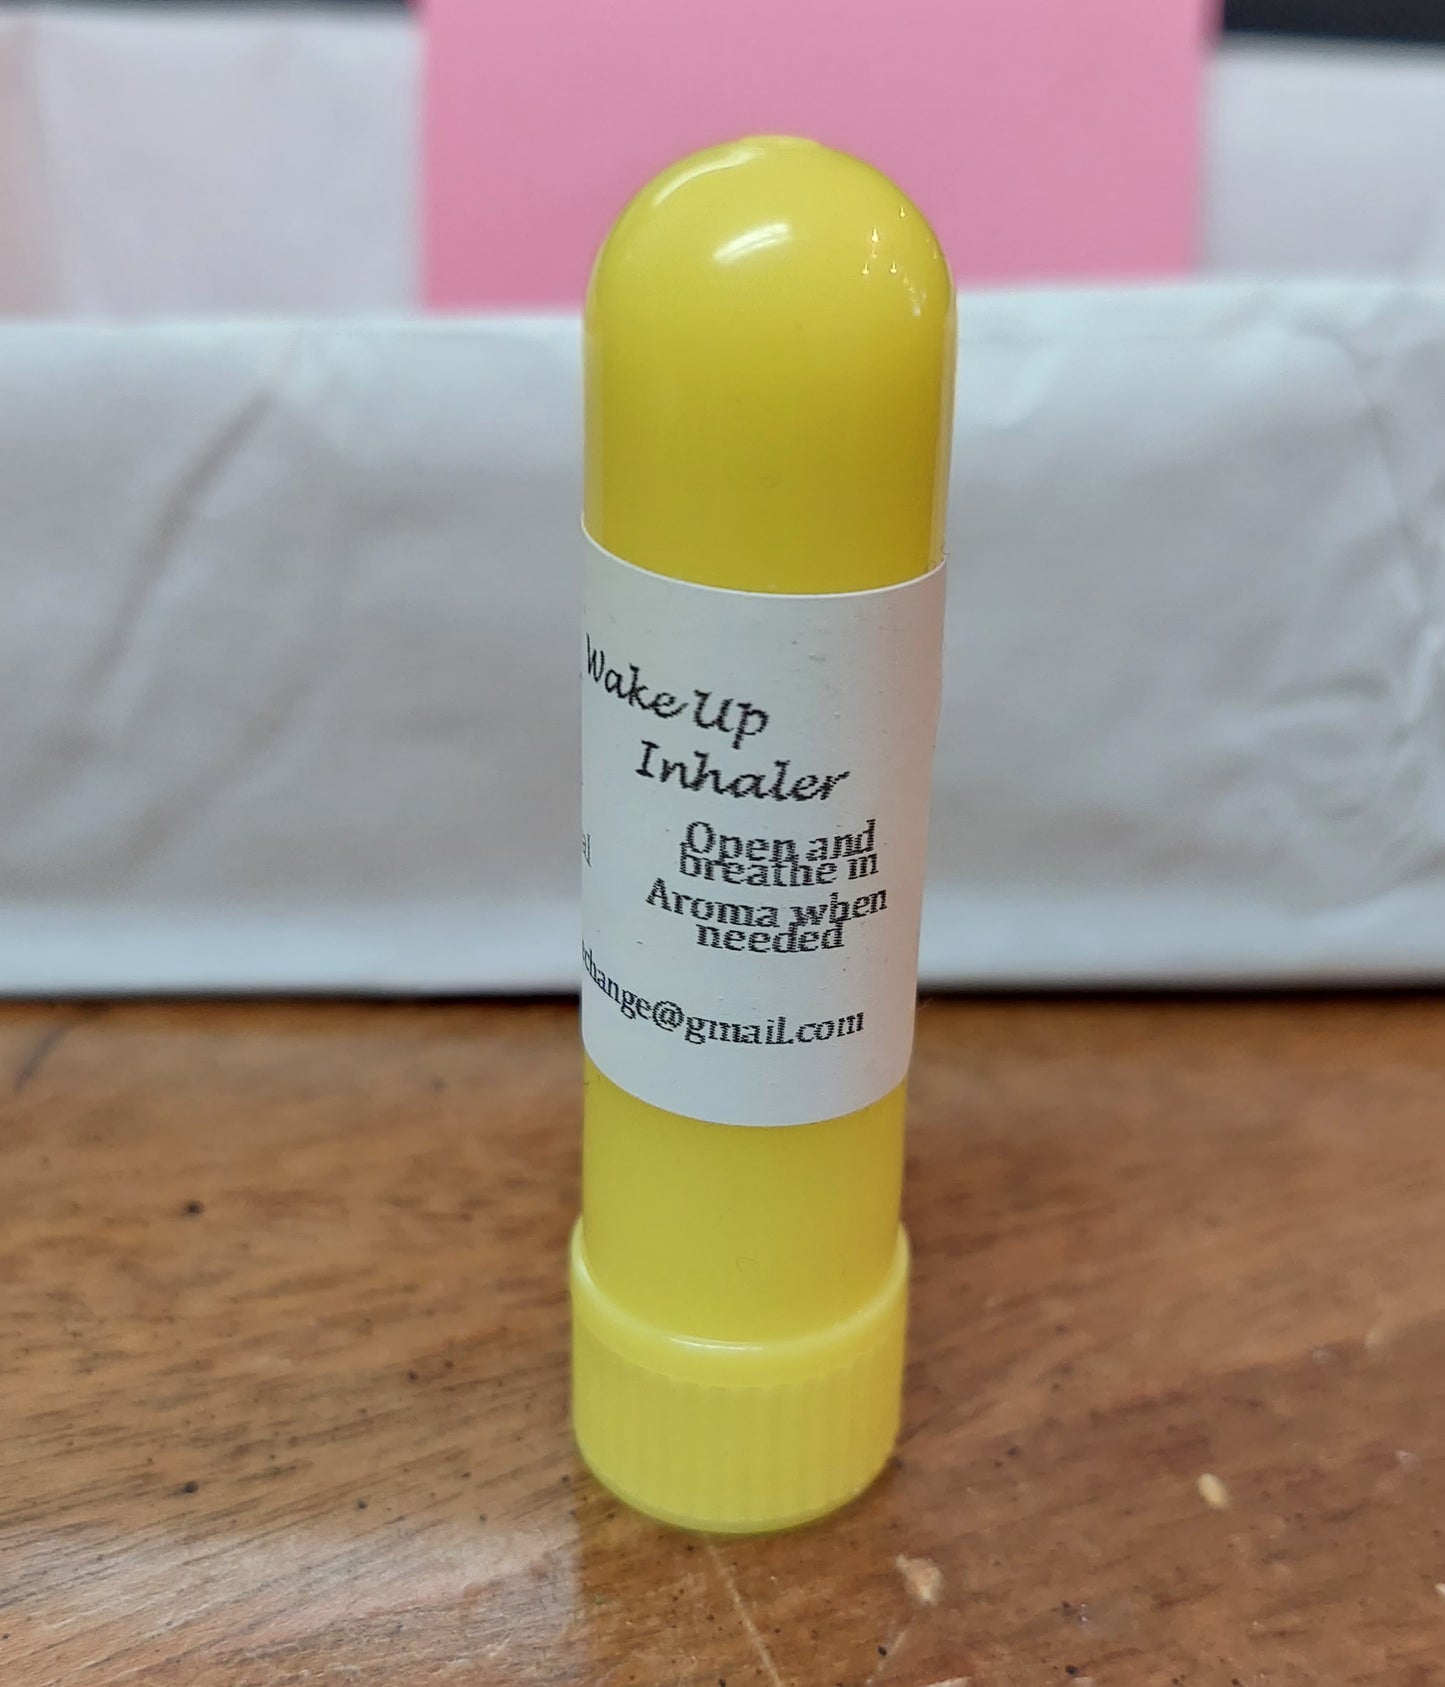 Wake Up
Inhaler
Open and
breathe in
Aroma when
needed
change@gmail.com